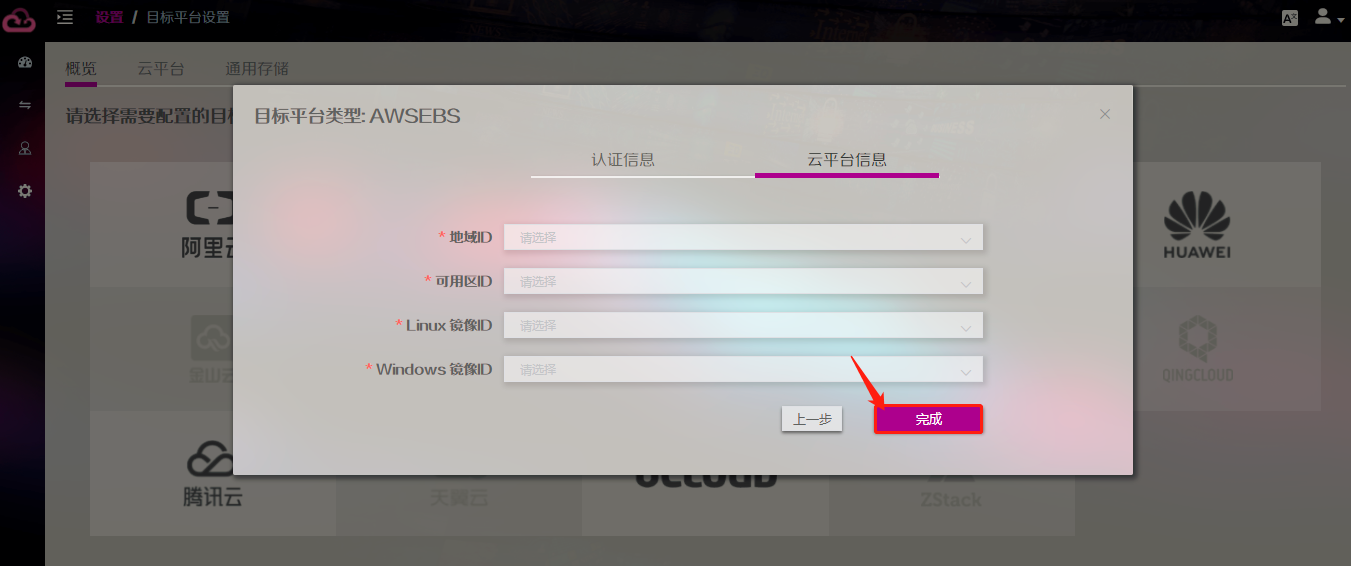 设置 / 目标平台设置
A文
概览 云平台 通用存储
请选择需要配置的目标
目标平台类型: AWSEBS
认证信息 云平台信息
* 地域ID 请选择
* 可用区ID 请选择
* Linux 镜像ID 请选择
* Windows 镜像ID 请选择
上一步 完成
阿里云
HUAWEI
金山云
QINGCLOUD
腾讯云
天翼云
UCLOUD
ZStack